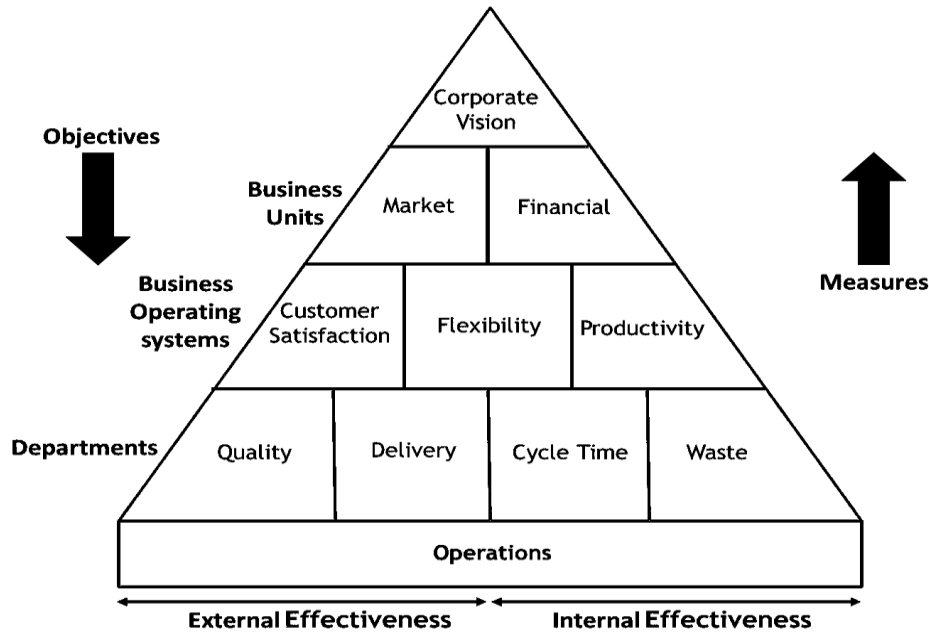 Corporate
Vision
Objectives
Business
Units
Market
Financial
Measures
Business
Operating
systems
Customer
Satisfaction
Flexibility
Productivity
Departments
Quality
Delivery
Cycle Time
Waste
Operations
External Effectiveness
Internal Effectiveness